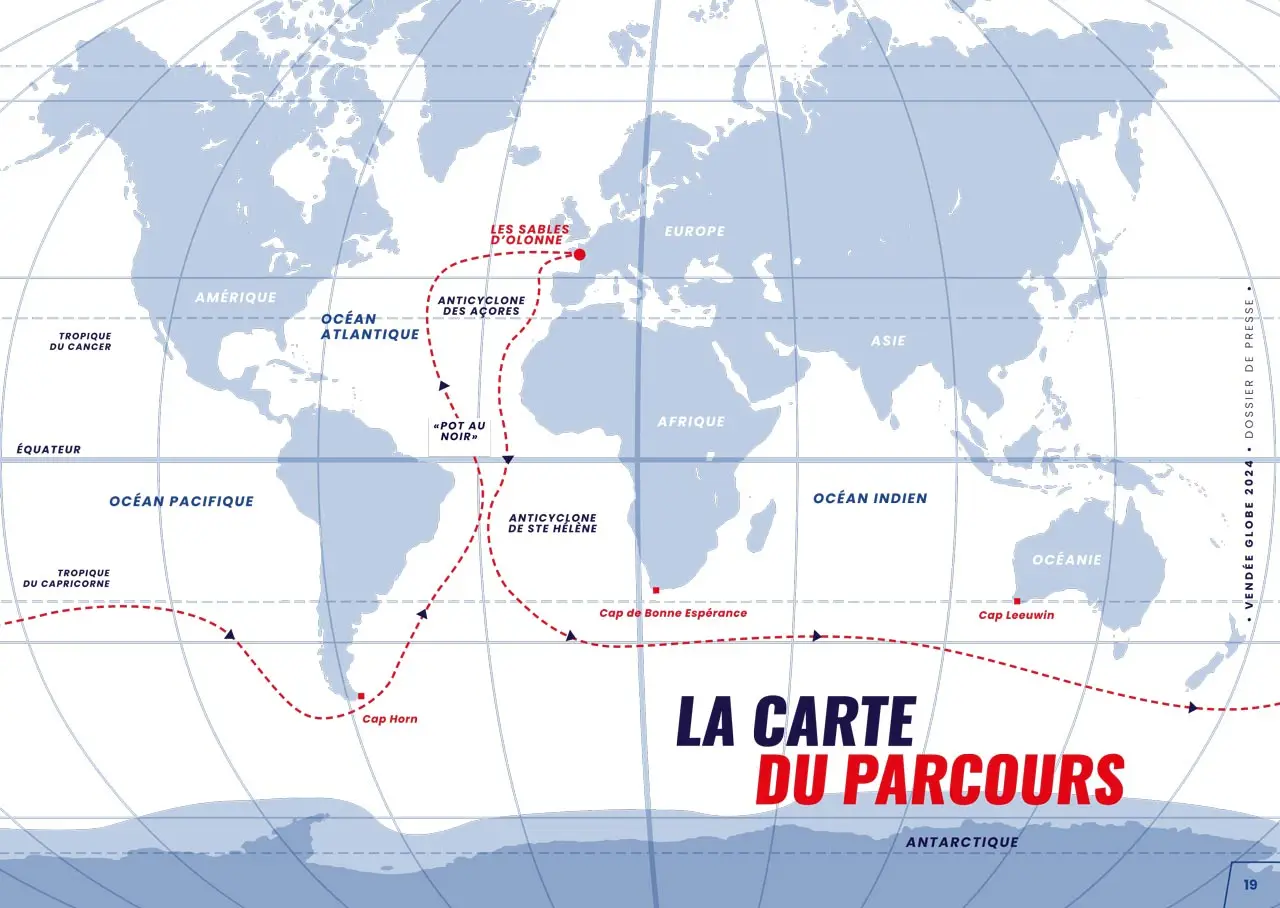 LES SABLES
D'OLONNE
EUROPE
AMÉRIQUE
ANTICYCLONE
DES AÇORES
OCÉAN
ATLANTIQUE
TROPIQUE
DU CANCER
ASIE
AFRIQUE
«POT AU
NOIR»
ÉQUATEUR
OCÉAN PACIFIQUE
OCÉAN INDIEN
ANTICYCLONE
DE STE HÉLÈNE
OCÉANIE
TROPIQUE
DU CAPRICORNE
Cap de Bonne Espérance
Cap Leeuwin
Cap Horn
LA CARTE
DU PARCOURS
ANTARCTIQUE
• VENDÉE GLOBE 2024 • DOSSIER DE PRESSE •
19